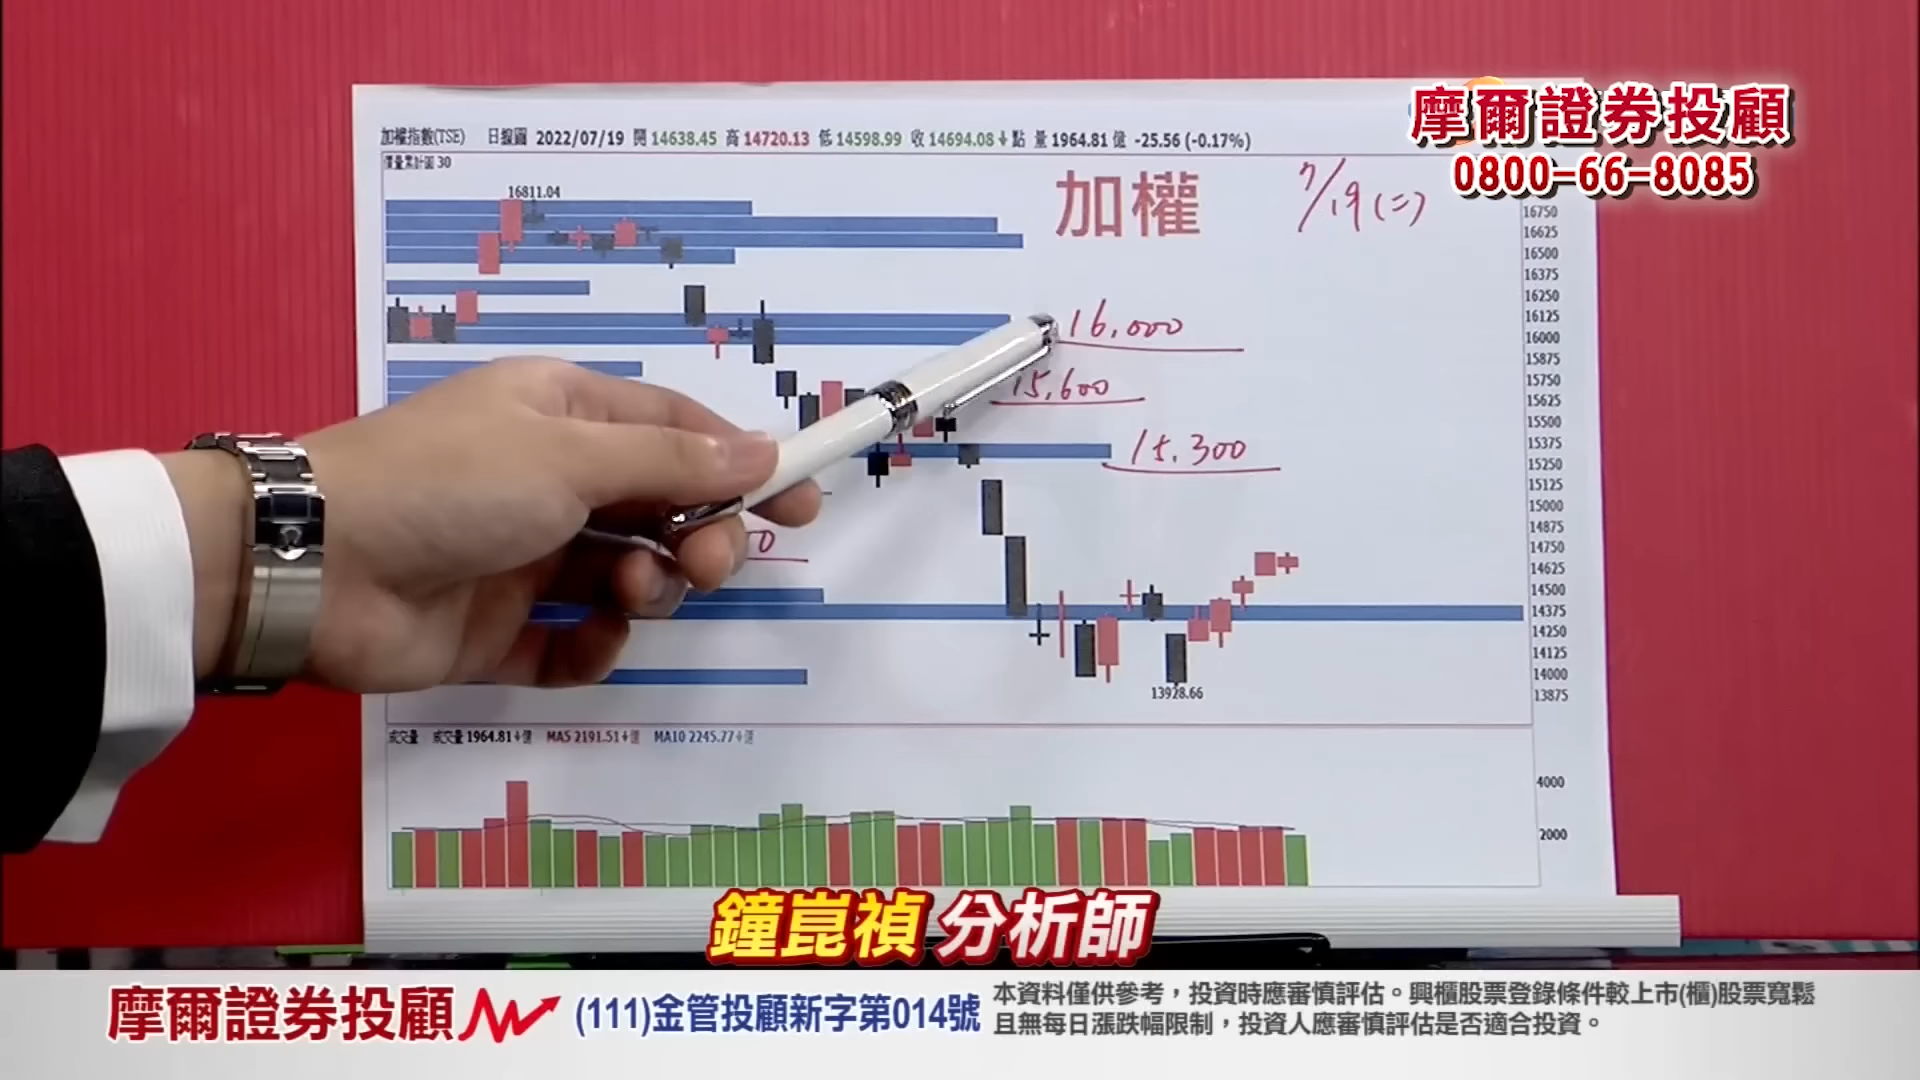 摩爾證券投顧
0800-66-8085
加權指數(TSE) 日線圖 2022/07/19 開 14638.45 高 14720.13 低 14598.99 收 14694.08↓點 量 1964.81 億 -25.56 (-0.17%)
價量累計圖 30
加權
7/19 (二)
16811.04
16,000
15,600
15,300
13928.66
16750
16625
16500
16375
16250
16125
16000
15875
15750
15625
15500
15375
15250
15125
15000
14875
14750
14625
14500
14375
14250
14125
14000
13875
成交量 成交量 1964.81↓億 MA5 2191.51↓億 MA10 2245.77↓億
4000
2000
鐘崑禎 分析師
摩爾證券投顧
(111)金管投顧新字第014號
本資料僅供參考，投資時應審慎評估。興櫃股票登錄條件較上市(櫃)股票寬鬆
且無每日漲跌幅限制，投資人應審慎評估是否適合投資。